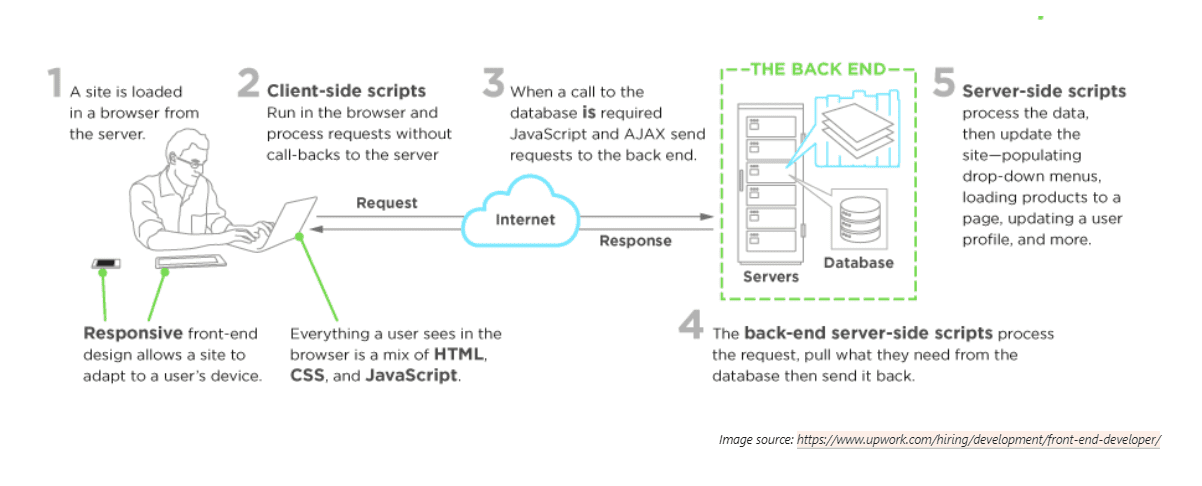 1 A site is loaded
in a browser from
the server.
2 Client-side scripts
Run in the browser and
process requests without
call-backs to the server
3 When a call to the
database is required
JavaScript and AJAX send
requests to the back end.
THE BACK END
Servers
Database
5 Server-side scripts
process the data,
then update the
site—populating
drop-down menus,
loading products to a
page, updating a user
profile, and more.
Request
Internet
Response
Responsive front-end
design allows a site to
adapt to a user's device.
Everything a user sees in the
browser is a mix of HTML,
CSS, and JavaScript.
4 The back-end server-side scripts process
the request, pull what they need from the
database then send it back.
Image source: https://www.upwork.com/hiring/development/front-end-developer/